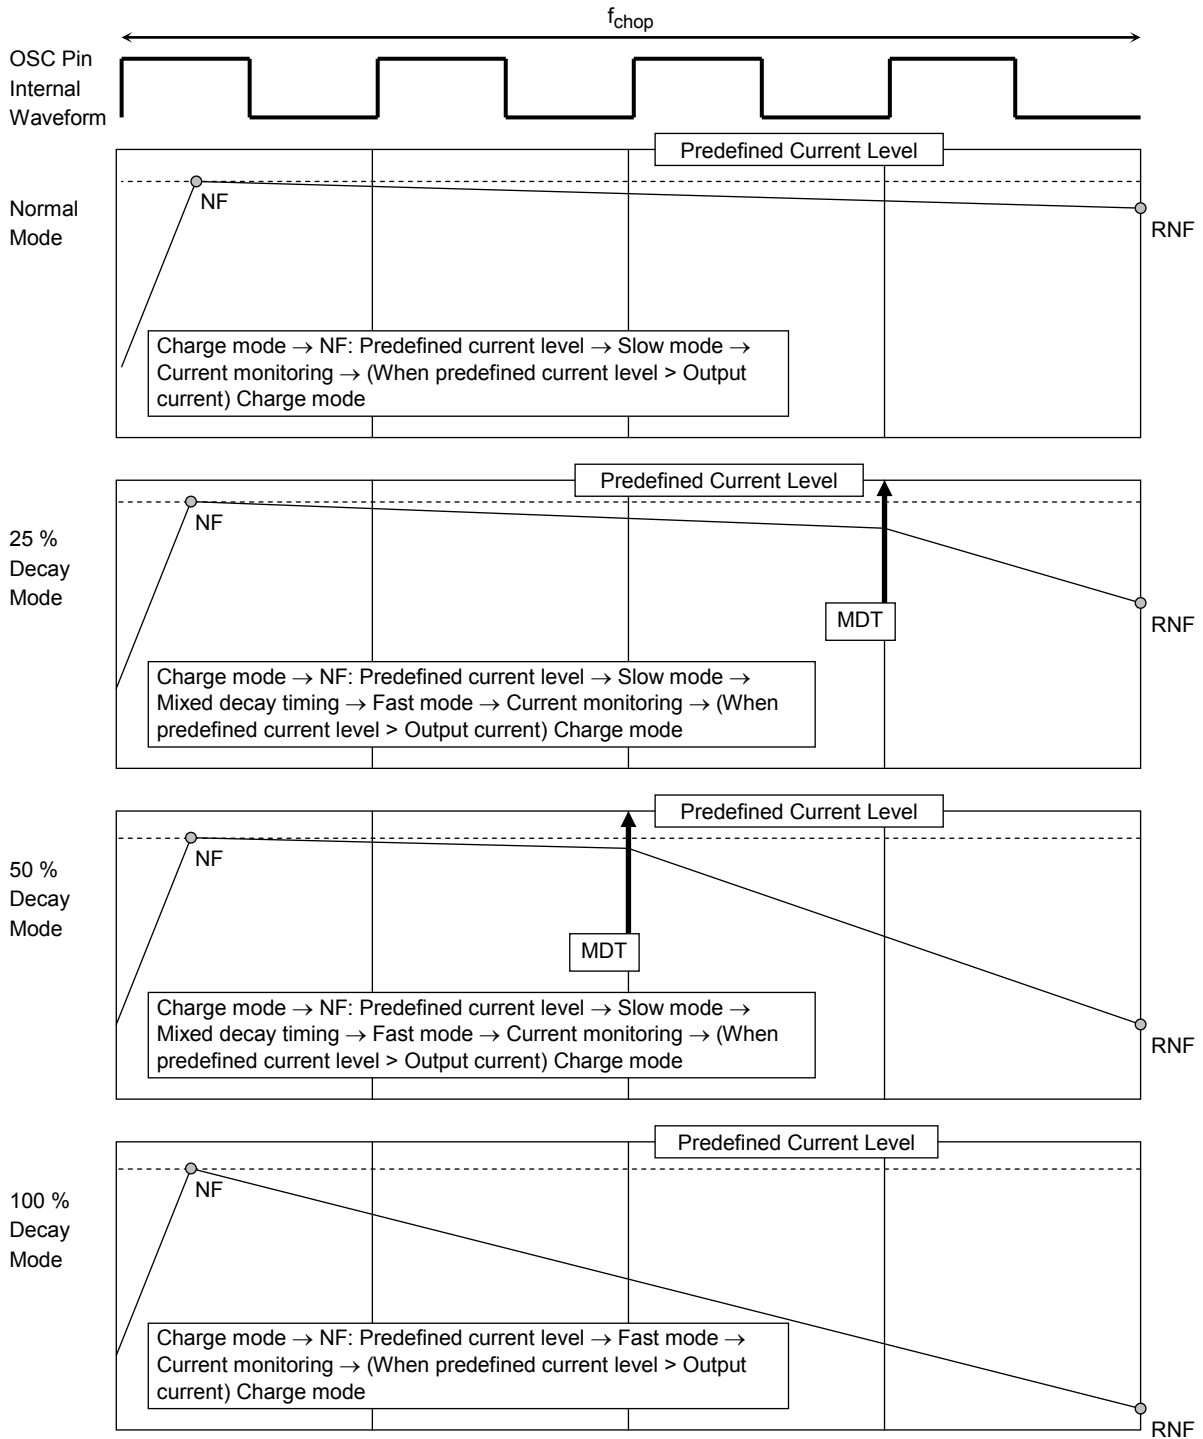 fchop
OSC Pin
Internal
Waveform
Predefined Current Level
NF
Normal
Mode
RNF
Charge mode → NF: Predefined current level → Slow mode →
Current monitoring → (When predefined current level > Output
current) Charge mode
Predefined Current Level
NF
25 %
Decay
Mode
MDT
RNF
Charge mode → NF: Predefined current level → Slow mode →
Mixed decay timing → Fast mode → Current monitoring → (When
predefined current level > Output current) Charge mode
Predefined Current Level
NF
50 %
Decay
Mode
MDT
Charge mode → NF: Predefined current level → Slow mode →
Mixed decay timing → Fast mode → Current monitoring → (When
predefined current level > Output current) Charge mode
RNF
Predefined Current Level
NF
100 %
Decay
Mode
Charge mode → NF: Predefined current level → Fast mode →
Current monitoring → (When predefined current level > Output
current) Charge mode
RNF